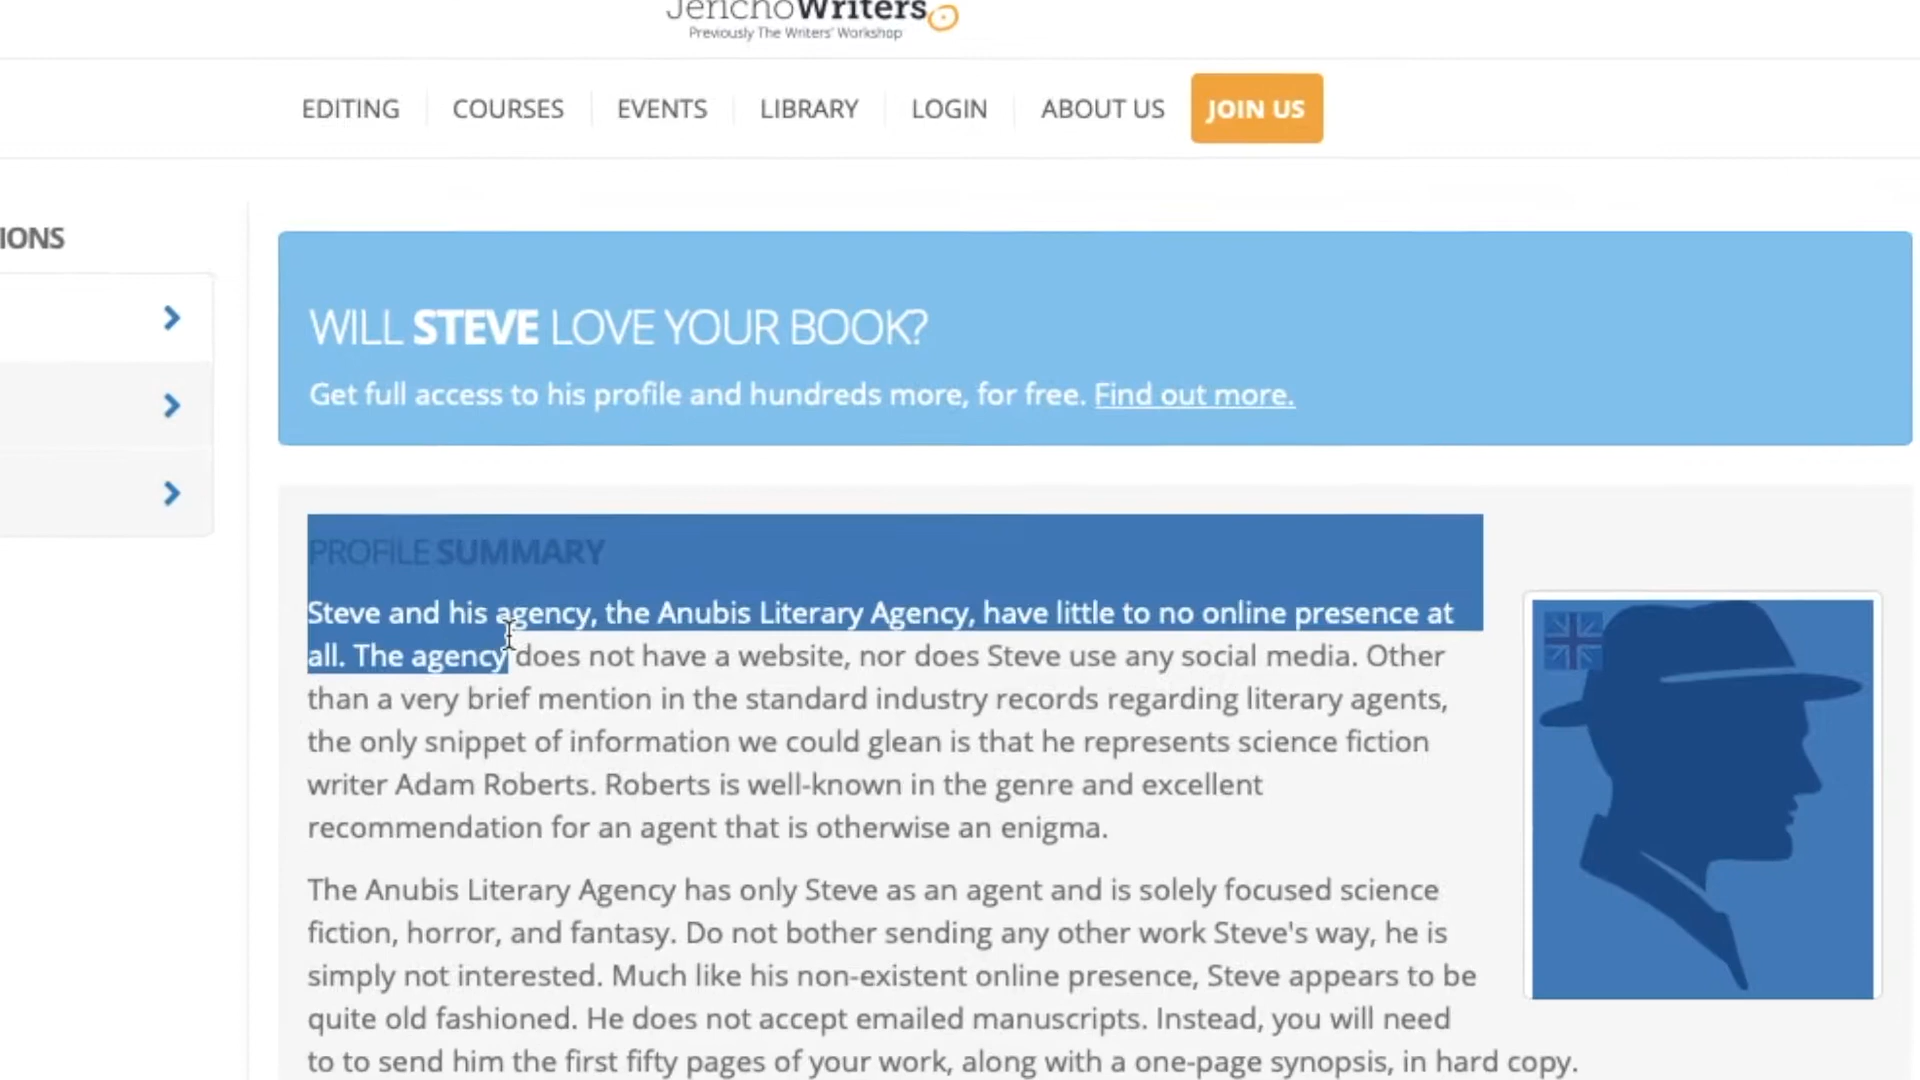 JerichoWriters
Previously The Writers' Workshop
EDITING COURSES EVENTS LIBRARY LOGIN ABOUT US JOIN US
IONS
WILL STEVE LOVE YOUR BOOK?
Get full access to his profile and hundreds more, for free. Find out more.
PROFILE SUMMARY
Steve and his agency, the Anubis Literary Agency, have little to no online presence at
all. The agency does not have a website, nor does Steve use any social media. Other
than a very brief mention in the standard industry records regarding literary agents,
the only snippet of information we could glean is that he represents science fiction
writer Adam Roberts. Roberts is well-known in the genre and excellent
recommendation for an agent that is otherwise an enigma.
The Anubis Literary Agency has only Steve as an agent and is solely focused science
fiction, horror, and fantasy. Do not bother sending any other work Steve's way, he is
simply not interested. Much like his non-existent online presence, Steve appears to be
quite old fashioned. He does not accept emailed manuscripts. Instead, you will need
to to send him the first fifty pages of your work, along with a one-page synopsis, in hard copy.